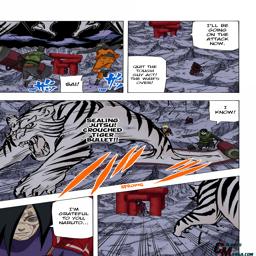 I'LL BE
GOING
ON THE
ATTACK
NOW.
QUIT THE
TOUGH
GUY ACT!
THE WAR'S
OVER!
SAI!
I
KNOW!
SEALING
JUTSU!
CROUCHED
TIGER
BULLET!!
I'M
GRATEFUL
TO YOU
NARUTO...